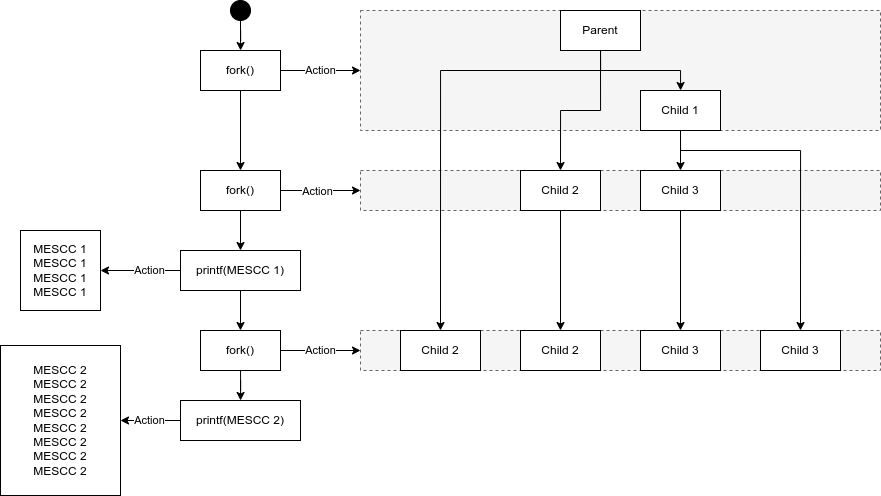 Parent
fork()
Action
Child 1
fork()
Action
Child 2
Child 3
MESCC 1
MESCC 1
MESCC 1
MESCC 1
Action
printf(MESCC 1)
fork()
Action
Child 2
Child 2
Child 3
Child 3
MESCC 2
MESCC 2
MESCC 2
MESCC 2
MESCC 2
MESCC 2
MESCC 2
MESCC 2
Action
printf(MESCC 2)